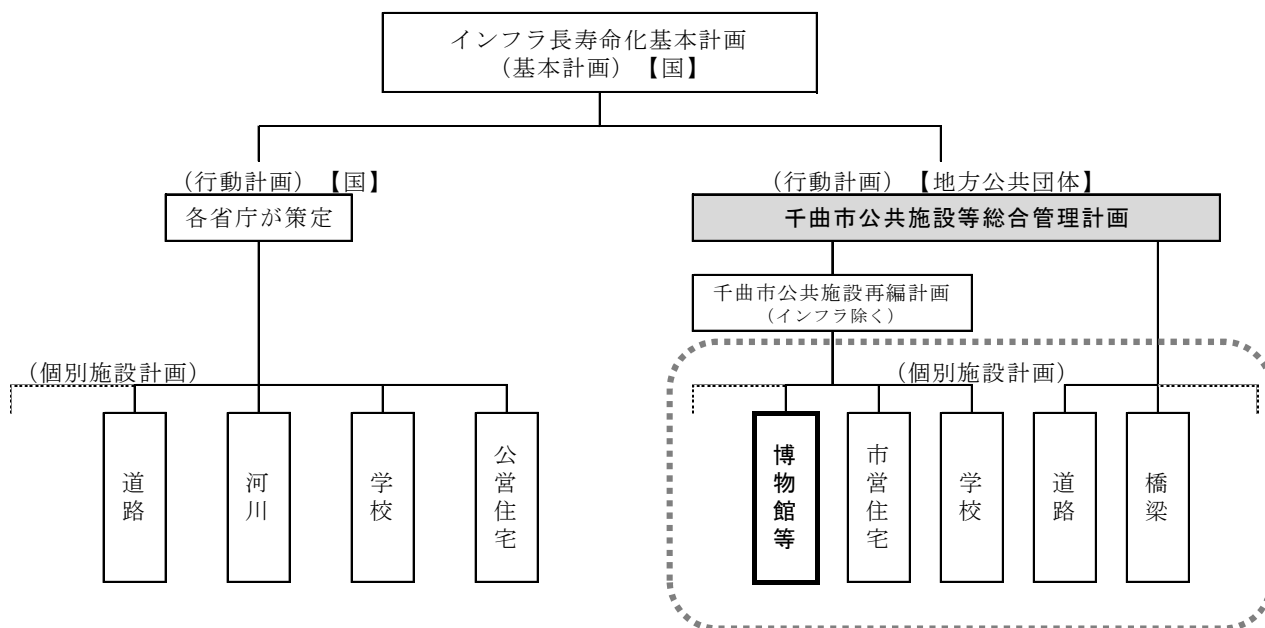 インフラ長寿命化基本計画
（基本計画）【国】
（行動計画）【国】
各省庁が策定
（行動計画）【地方公共団体】
千曲市公共施設等総合管理計画
千曲市公共施設再編計画
（インフラ除く）
（個別施設計画）
道路
河川
学校
公営住宅
（個別施設計画）
博物館等
市営住宅
学校
道路
橋梁